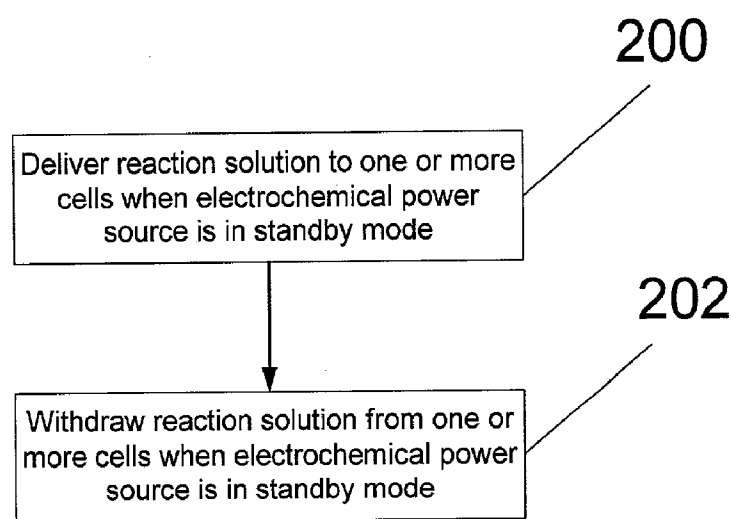 200
Deliver reaction solution to one or more
cells when electrochemical power
source is in standby mode
202
Withdraw reaction solution from one or
more cells when electrochemical power
source is in standby mode